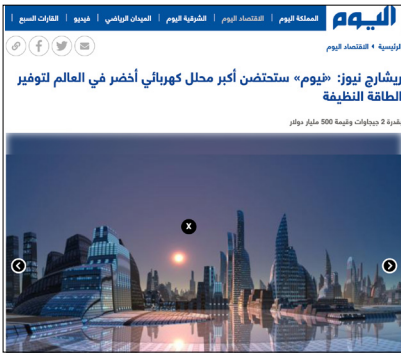 اليوم
المملكة اليوم | الاقتصاد اليوم | الشرقية اليوم | الميدان الرياضي | فيديو | القارات السبع |
الرئيسية الاقتصاد اليوم
ريشارج نيوز: «نيوم» ستحتضن أكبر محلل كهربائي أخضر في العالم لتوفير
الطاقة النظيفة
بقدرة 2 جيجاوات وقيمة 500 مليار دولار
X